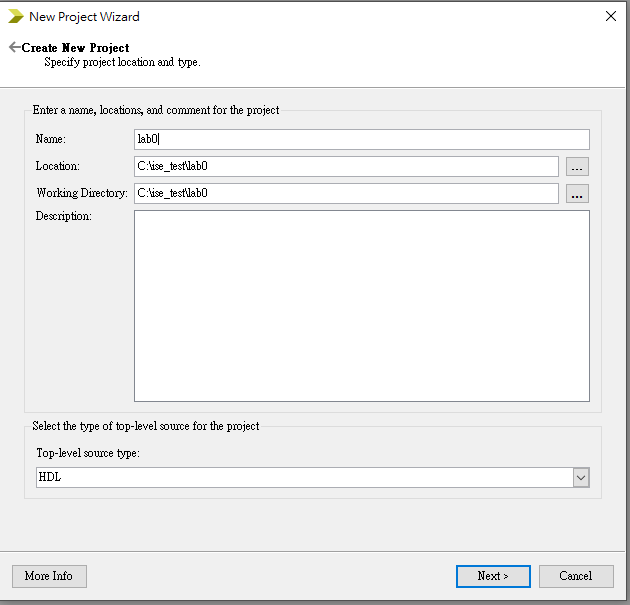 New Project Wizard
Create New Project
Specify project location and type.
Enter a name, locations, and comment for the project
Name:
lab0
Location:
C:\ise_test\lab0
...
Working Directory:
C:\ise_test\lab0
...
Description:
Select the type of top-level source for the project
Top-level source type:
HDL
More Info
Next >
Cancel